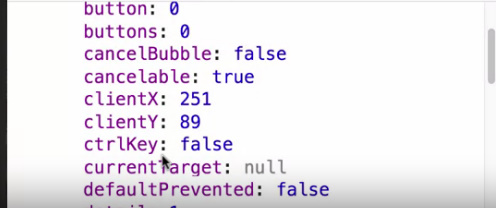 button: 0
buttons: 0
cancelBubble: false
cancelable: true
clientX: 251
clientY: 89
ctrlKey: false
currentTarget: null
defaultPrevented: false